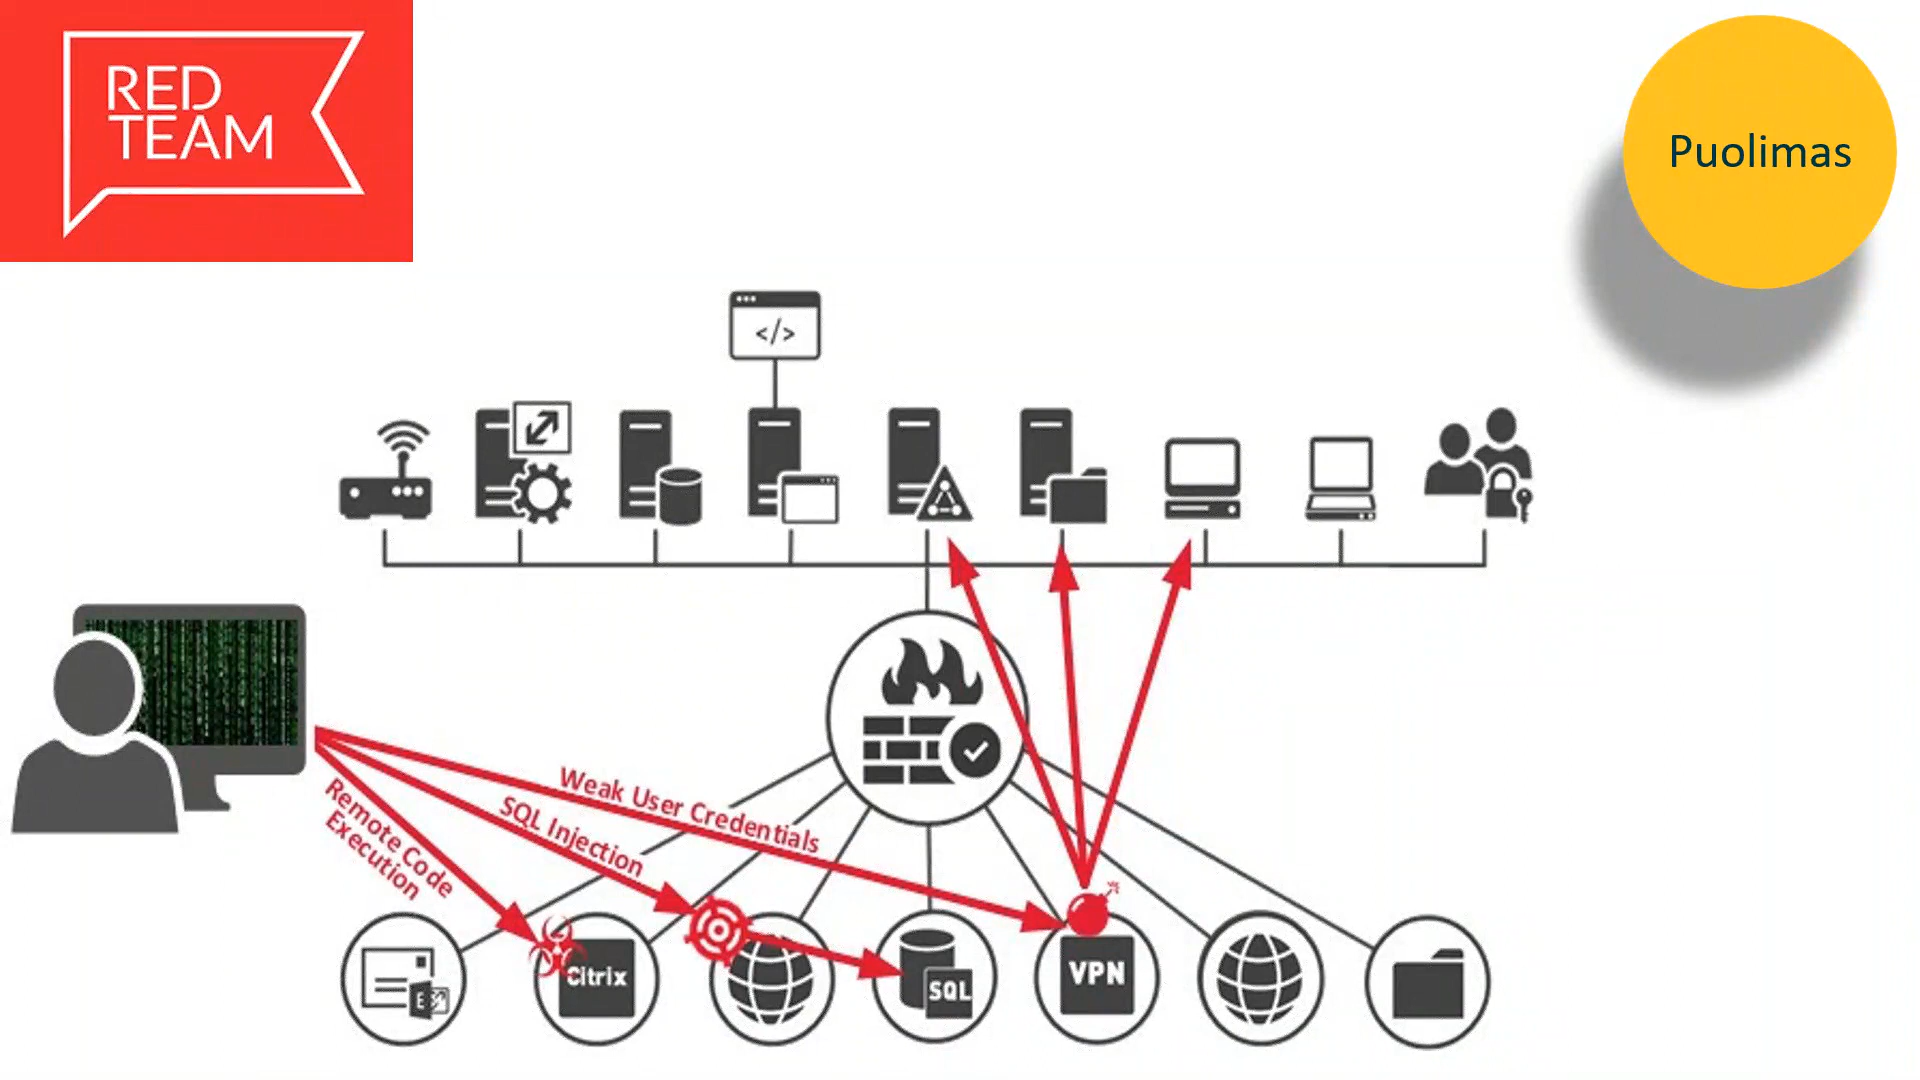 RED
TEAM
Puolimas
</>
Weak User Credentials
SQL Injection
Remote Code
Execution
E
Citrix
SQL
VPN